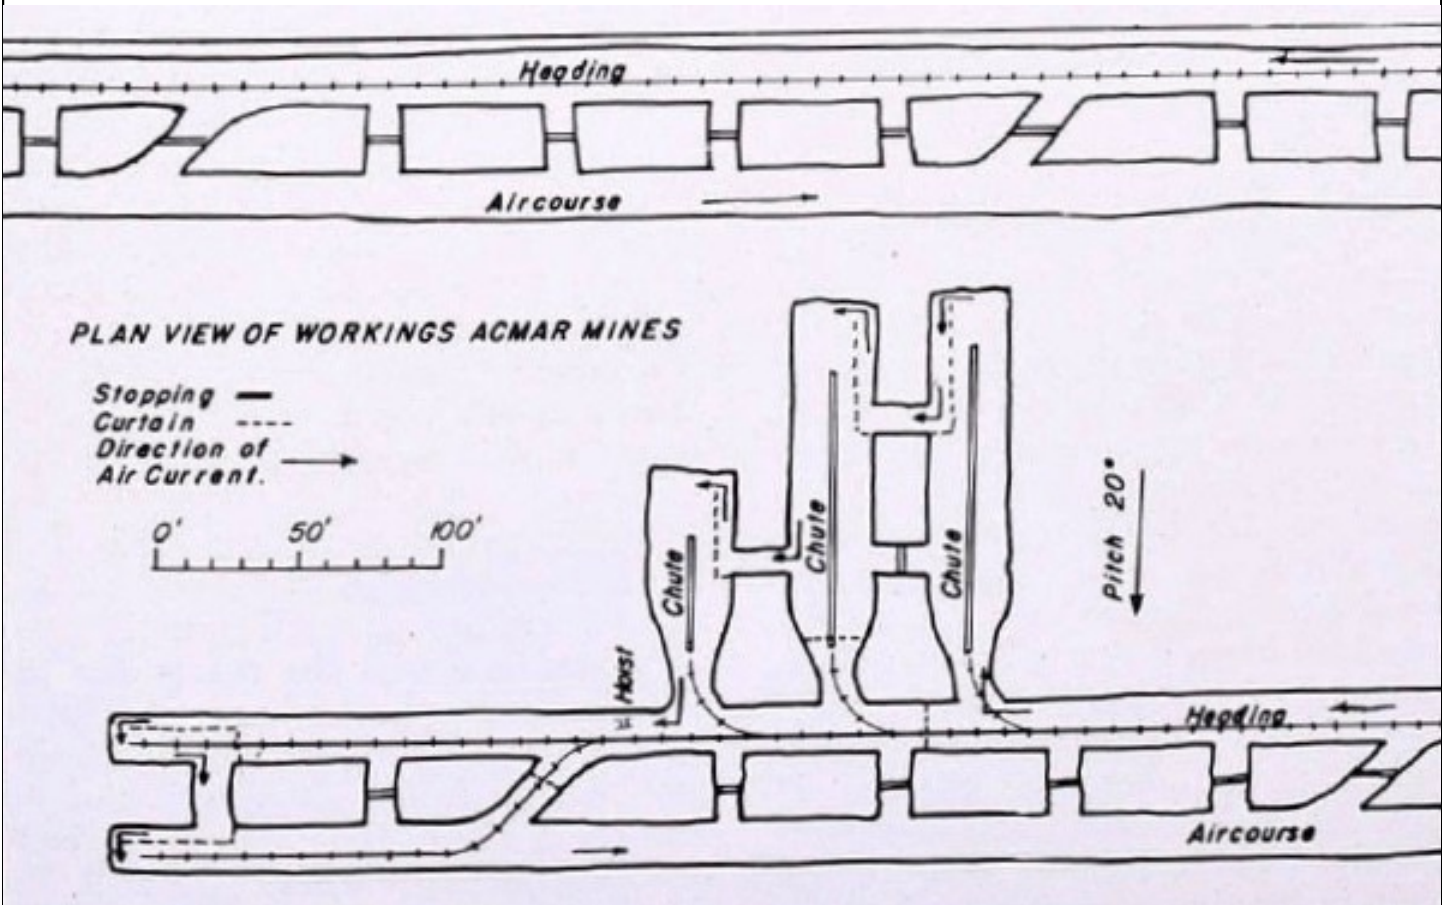 Heading
Aircourse
PLAN VIEW OF WORKINGS ACMAR MINES
Stopping
Curtain
Direction of
Air Current.
0' 50' 100'
Chute
Chute
Chute
Pitch 20°
Hoist
Heading
Aircourse